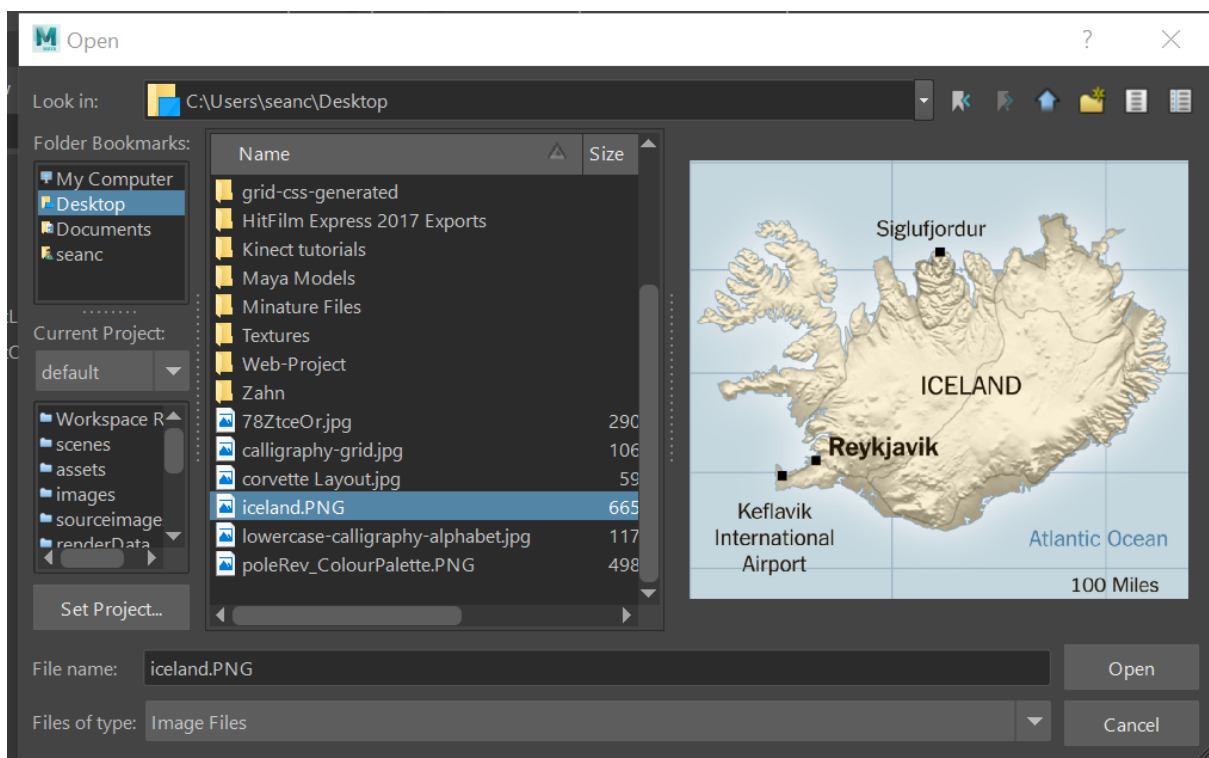 Open
Look in: C:\Users\seanc\Desktop
Folder Bookmarks:
My Computer
Desktop
Documents
seanc
Current Project:
default
Workspace R
scenes
assets
images
sourceimage
renderData
Set Project...
Name Size
grid-css-generated
HitFilm Express 2017 Exports
Kinect tutorials
Maya Models
Minature Files
Textures
Web-Project
Zahn
78ZtceOr.jpg 290
calligraphy-grid.jpg 106
corvette Layout.jpg 59
iceland.PNG 665
lowercase-calligraphy-alphabet.jpg 117
poleRev_ColourPalette.PNG 498
Siglufjordur
ICELAND
Reykjavik
Keflavik
International
Airport
Atlantic Ocean
100 Miles
File name: iceland.PNG
Open
Files of type: Image Files
Cancel